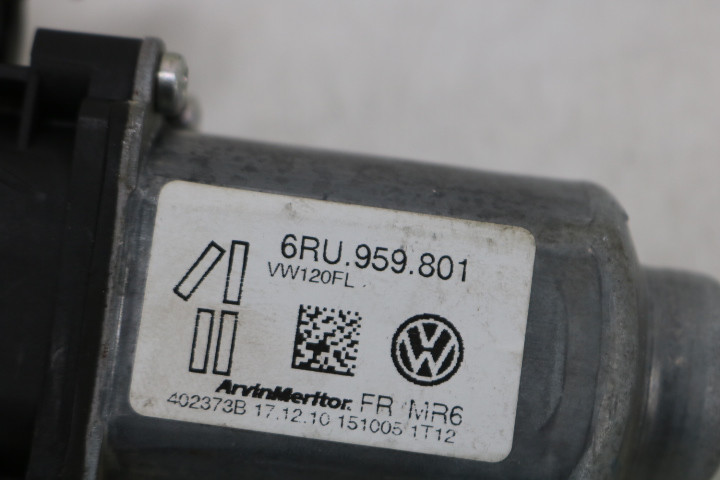 6RU.959.801
VW120FL
ArvinMeritor. FR MR6
402373B 17.12.10 151005 1T12